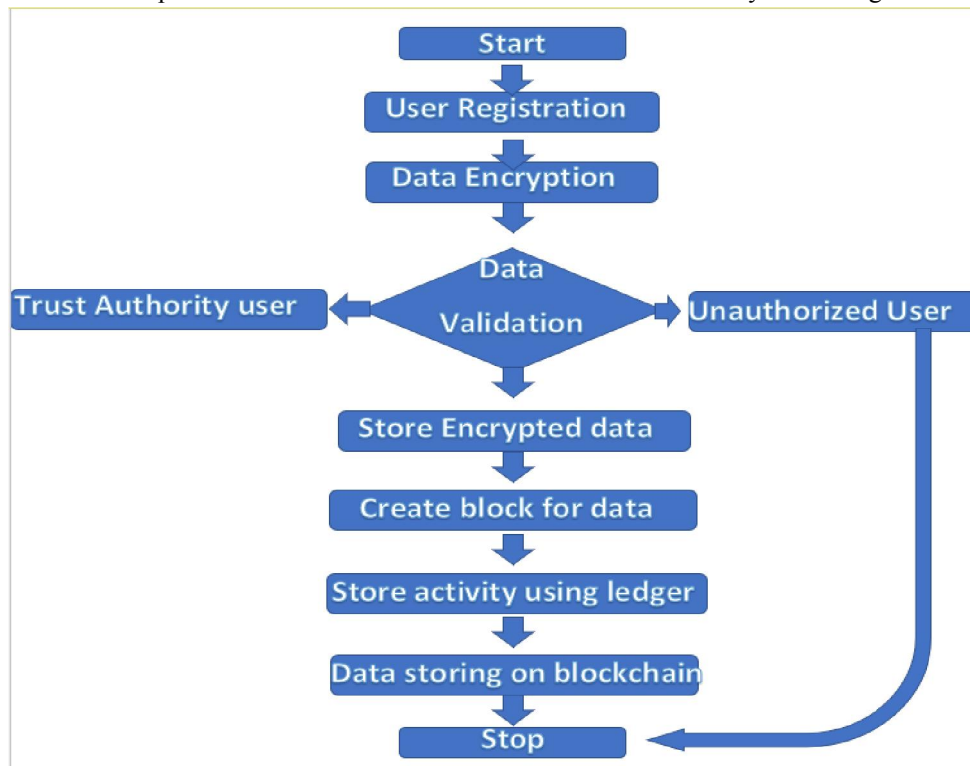 Start
User Registration
Data Encryption
Data
Validation
Trust Authority user
Unauthorized User
Store Encrypted data
Create block for data
Store activity using ledger
Data storing on blockchain
Stop